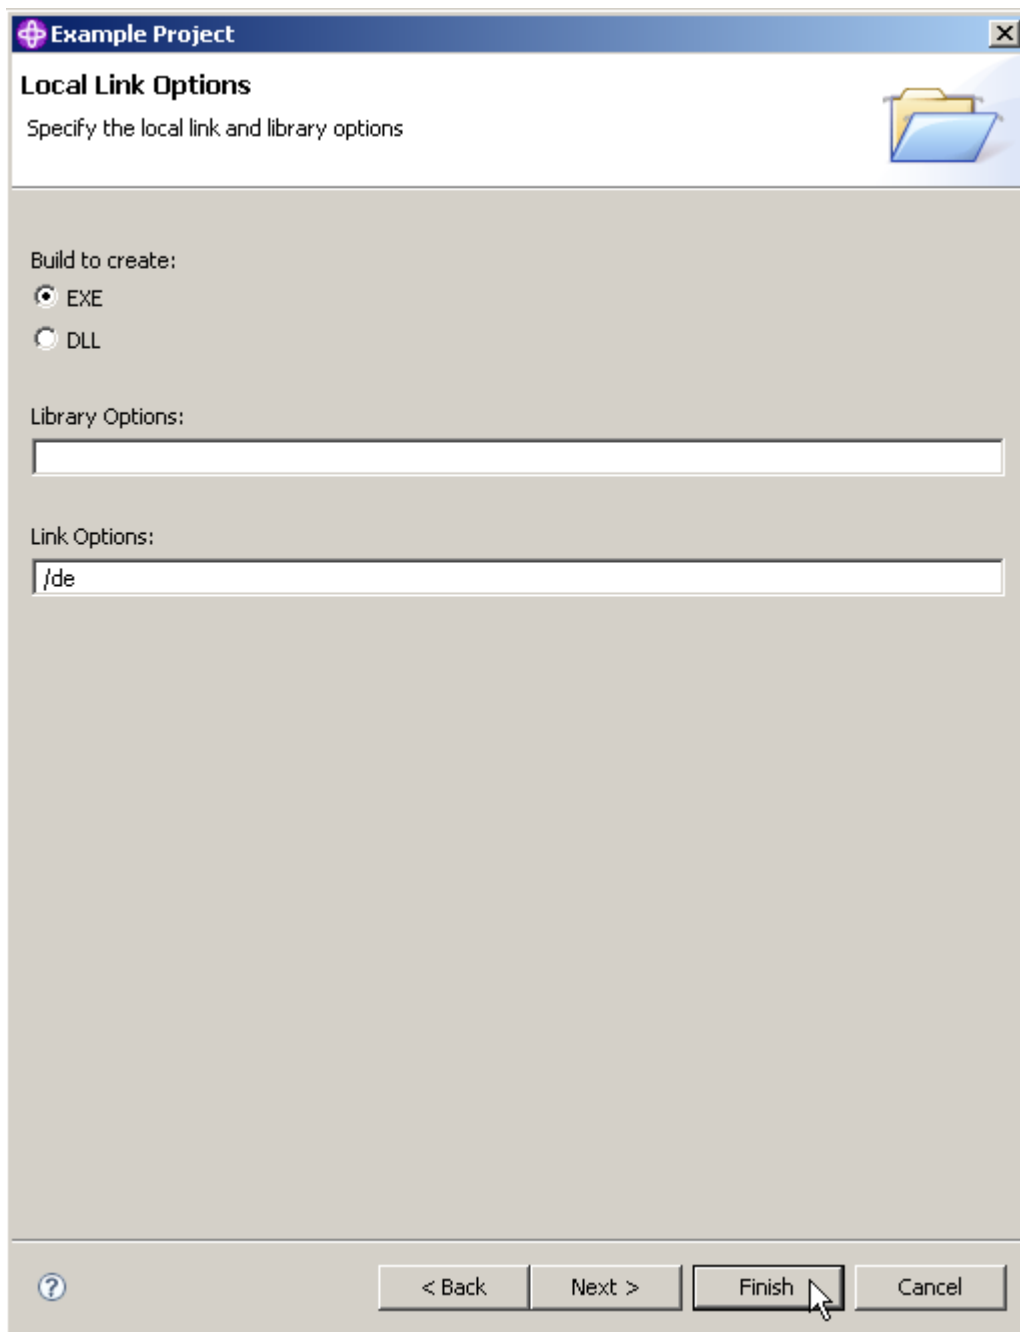 Example Project
Local Link Options
Specify the local link and library options
Build to create:
EXE
DLL
Library Options:
Link Options:
/de
?
< Back Next > Finish Cancel